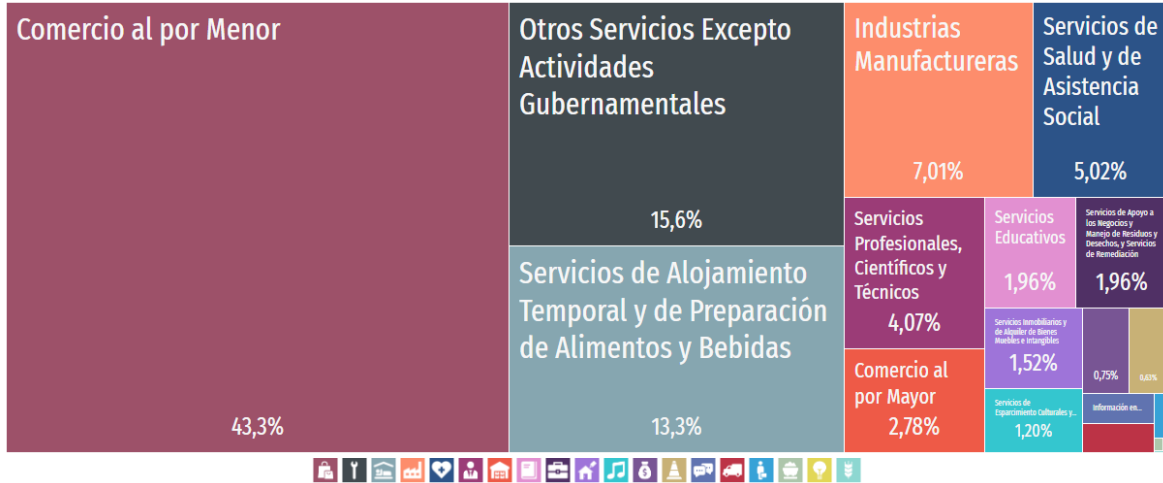 Comercio al por Menor
43,3%
Otros Servicios Excepto
Actividades
Gubernamentales
15,6%
Servicios de Alojamiento
Temporal y de Preparación
de Alimentos y Bebidas
13,3%
Industrias
Manufactureras
7,01%
Servicios de
Salud y de
Asistencia
Social
5,02%
Servicios
Profesionales,
Científicos y
Técnicos
4,07%
Comercio al
por Mayor
2,78%
Servicios
Educativos
1,96%
Servicios de Apoyo a
los Negocios y
Manejo de Residuos y
Desechos, y Servicios
de Remediación
1,96%
Servicios Inmobiliarios y
de Alquiler de Bienes
Muebles e Intangibles
1,52%
Servicios de
Esparcimiento Culturales y...
1,20%
0,75%
0,63%
Información en...